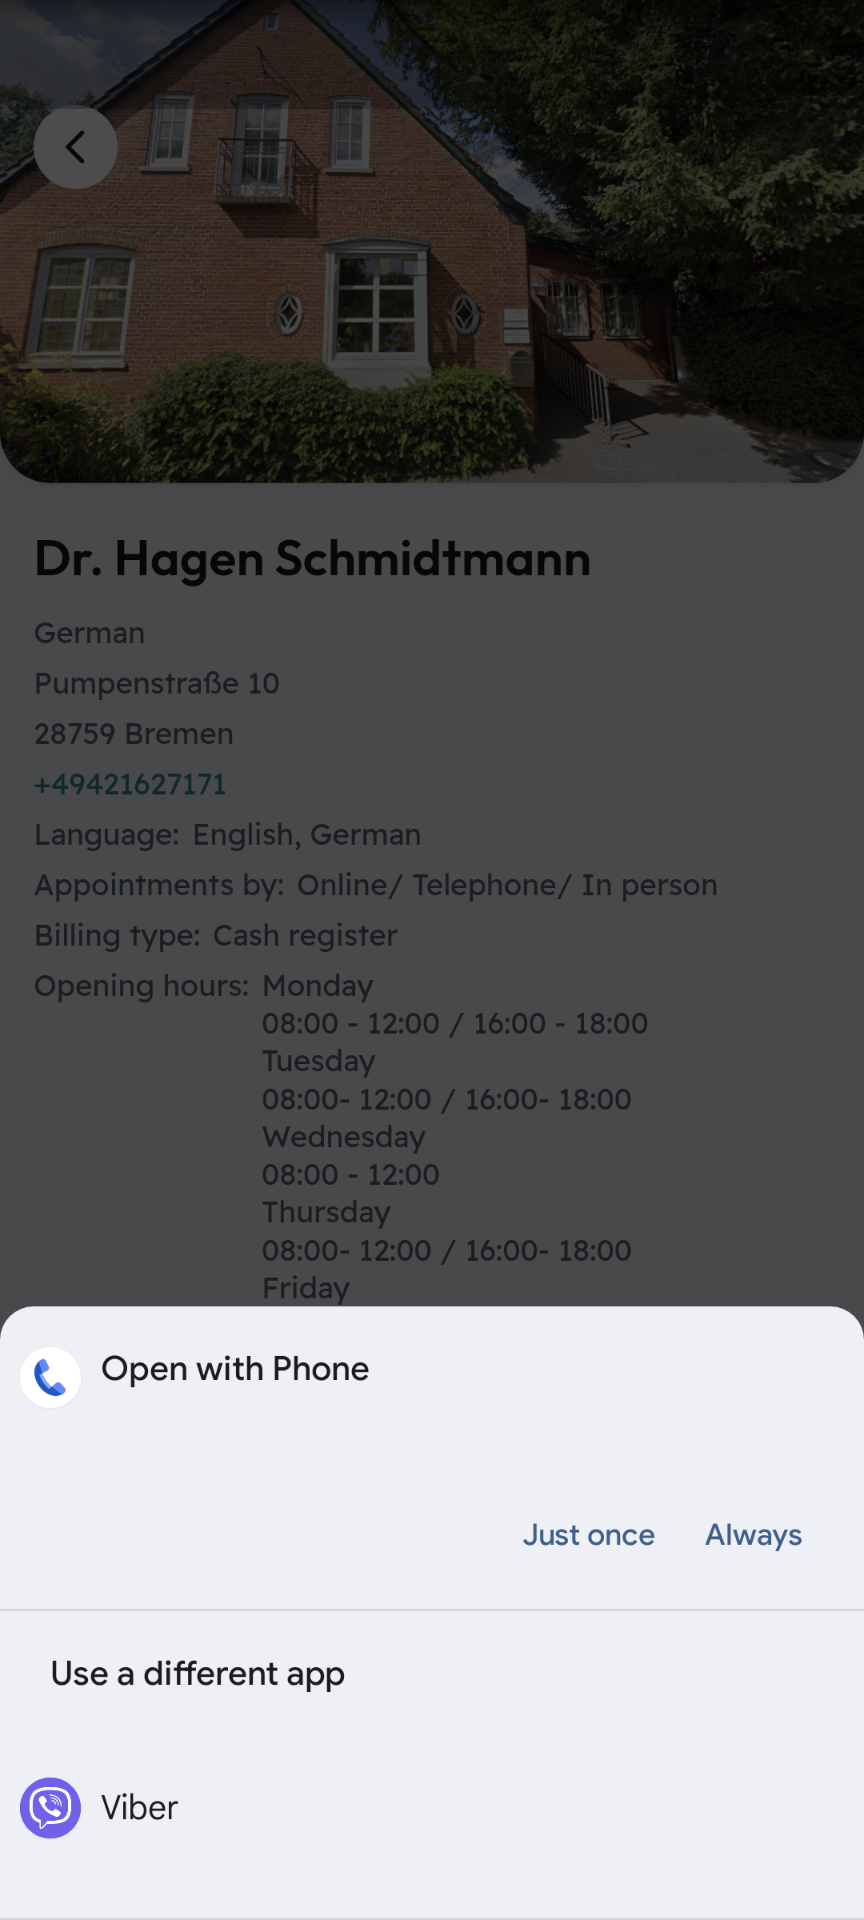 Dr. Hagen Schmidtmann
German
Pumpenstraße 10
28759 Bremen
+49421627171
Language: English, German
Appointments by: Online/ Telephone/ In person
Billing type: Cash register
Opening hours: Monday
08:00 - 12:00 / 16:00 - 18:00
Tuesday
08:00- 12:00 / 16:00- 18:00
Wednesday
08:00 - 12:00
Thursday
08:00- 12:00 / 16:00- 18:00
Friday
Open with Phone
Just once Always
Use a different app
Viber